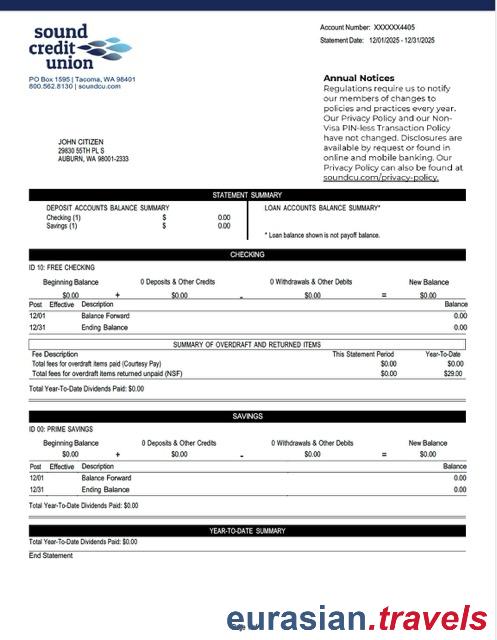 sound
credit
union
PO Box 1595 | Tacoma, WA 98401
800.562.8130 | soundcu.com
Account Number: XXXXXX4405
Statement Date: 12/01/2025 - 12/31/2025
Annual Notices
Regulations require us to notify
our members of changes to
policies and practices every year.
Our Privacy Policy and our Non-
Visa PIN-less Transaction Policy
have not changed. Disclosures are
available by request or found in
online and mobile banking. Our
Privacy Policy can also be found at
soundcu.com/privacy-policy.
JOHN CITIZEN
29830 55TH PL S
AUBURN, WA 98001-2333
STATEMENT SUMMARY
DEPOSIT ACCOUNTS BALANCE SUMMARY
Checking (1) $ 0.00
Savings (1) $ 0.00
LOAN ACCOUNTS BALANCE SUMMARY*
* Loan balance shown is not payoff balance.
CHECKING
ID 10: FREE CHECKING
Beginning Balance 0 Deposits & Other Credits 0 Withdrawals & Other Debits New Balance
$0.00 + $0.00 - $0.00 = $0.00
Post Effective Description Balance
12/01 Balance Forward 0.00
12/31 Ending Balance 0.00
SUMMARY OF OVERDRAFT AND RETURNED ITEMS
Fee Description This Statement Period Year-To-Date
Total fees for overdraft items paid (Courtesy Pay) $0.00 $0.00
Total fees for overdraft items returned unpaid (NSF) $0.00 $29.00
Total Year-To-Date Dividends Paid: $0.00
SAVINGS
ID 00: PRIME SAVINGS
Beginning Balance 0 Deposits & Other Credits 0 Withdrawals & Other Debits New Balance
$0.00 + $0.00 - $0.00 = $0.00
Post Effective Description Balance
12/01 Balance Forward 0.00
12/31 Ending Balance 0.00
Total Year-To-Date Dividends Paid: $0.00
YEAR-TO-DATE SUMMARY
Total Year-To-Date Dividends Paid: $0.00
End Statement
eurasian.travels